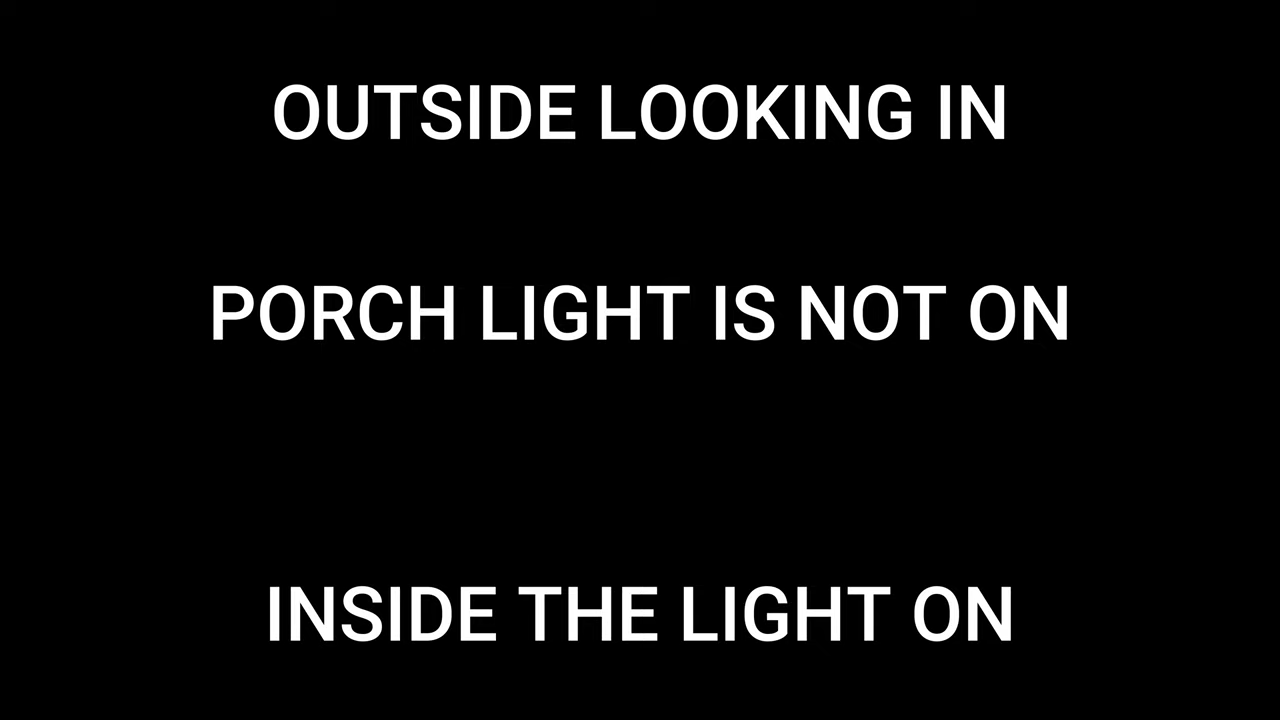 OUTSIDE LOOKING IN
PORCH LIGHT IS NOT ON
INSIDE THE LIGHT ON